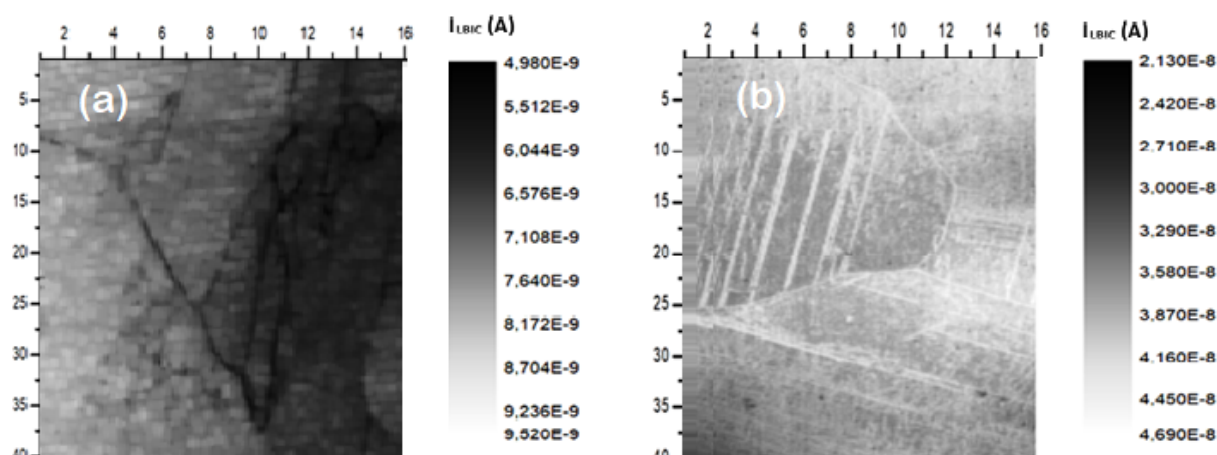 2 4 6 8 10 12 14 16
i LBIC (A)
(a)
5
10
15
20
25
30
35
40
4,980E-9
5,512E-9
6,044E-9
6,576E-9
7,108E-9
7,640E-9
8,172E-9
8,704E-9
9,236E-9
9,520E-9
2 4 6 8 10 12 14 16
i LBIC (A)
(b)
5
10
15
20
25
30
35
40
2,130E-8
2,420E-8
2,710E-8
3,000E-8
3,290E-8
3,580E-8
3,870E-8
4,160E-8
4,450E-8
4,690E-8